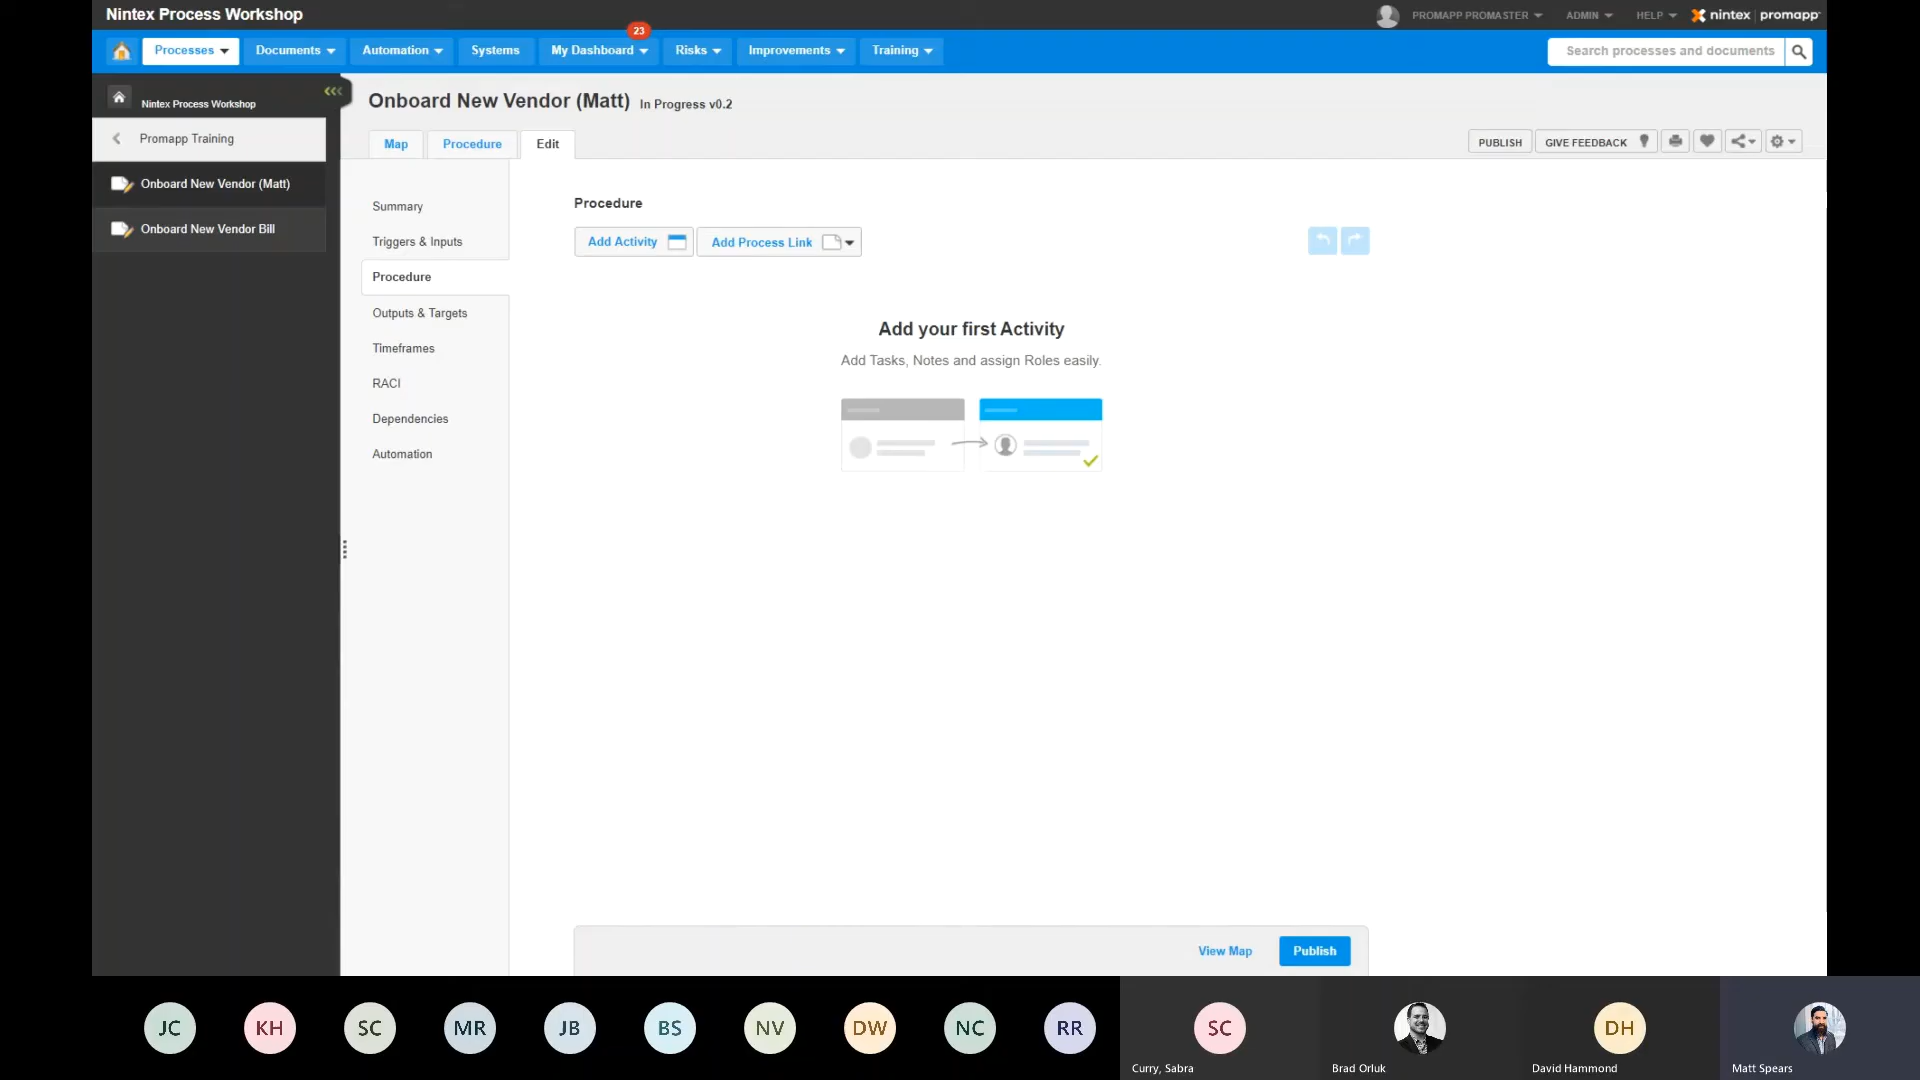 Nintex Process Workshop
PROMAPP PROMASTER
ADMIN
HELP
nintex | promapp
Processes
Documents
Automation
Systems
My Dashboard
23
Risks
Improvements
Training
Search processes and documents
Nintex Process Workshop
Promapp Training
Onboard New Vendor (Matt)
Onboard New Vendor Bill
Onboard New Vendor (Matt) In Progress v0.2
Map
Procedure
Edit
PUBLISH
GIVE FEEDBACK
Summary
Triggers & Inputs
Procedure
Outputs & Targets
Timeframes
RACI
Dependencies
Automation
Procedure
Add Activity
Add Process Link
Add your first Activity
Add Tasks, Notes and assign Roles easily.
View Map
Publish
JC
KH
SC
MR
JB
BS
NV
DW
NC
RR
SC
DH
Curry, Sabra
Brad Orluk
David Hammond
Matt Spears